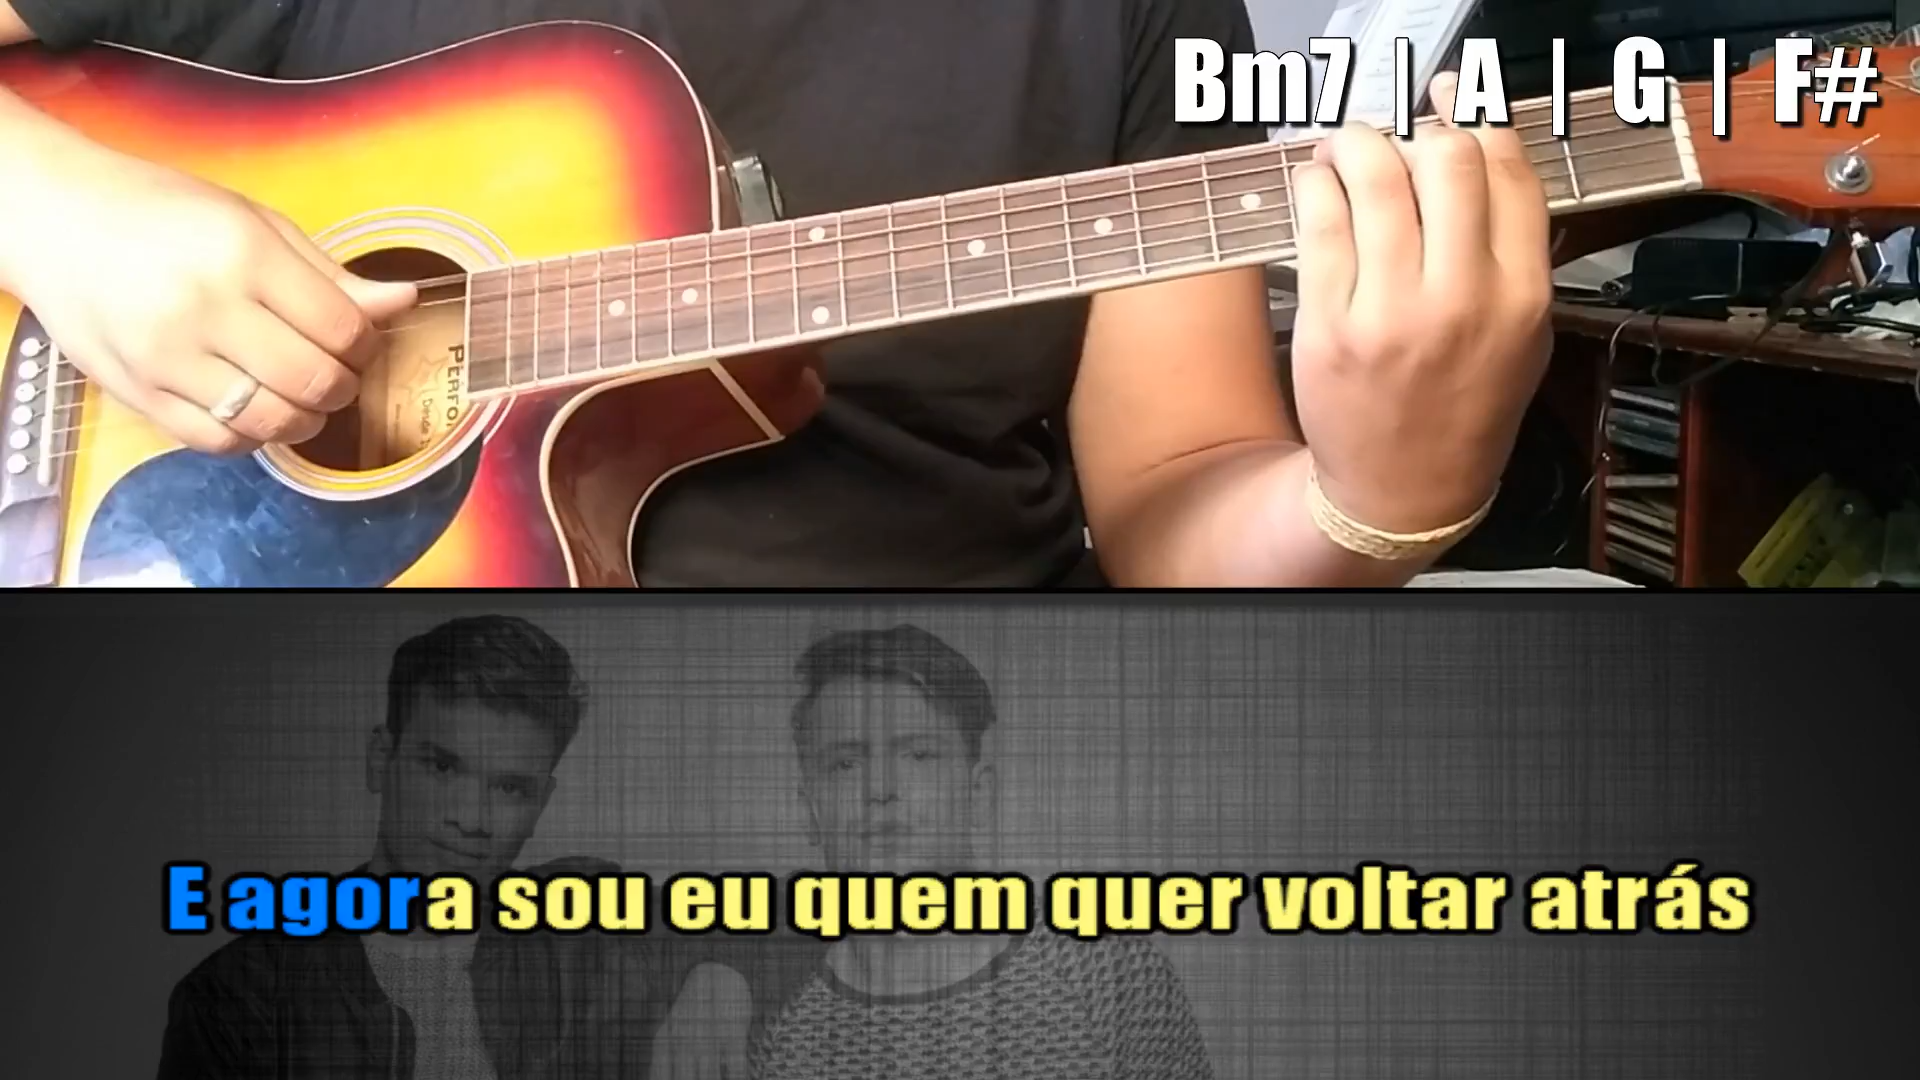 Bm7 | A | G | F#
E agora sou eu quem quer voltar atrás